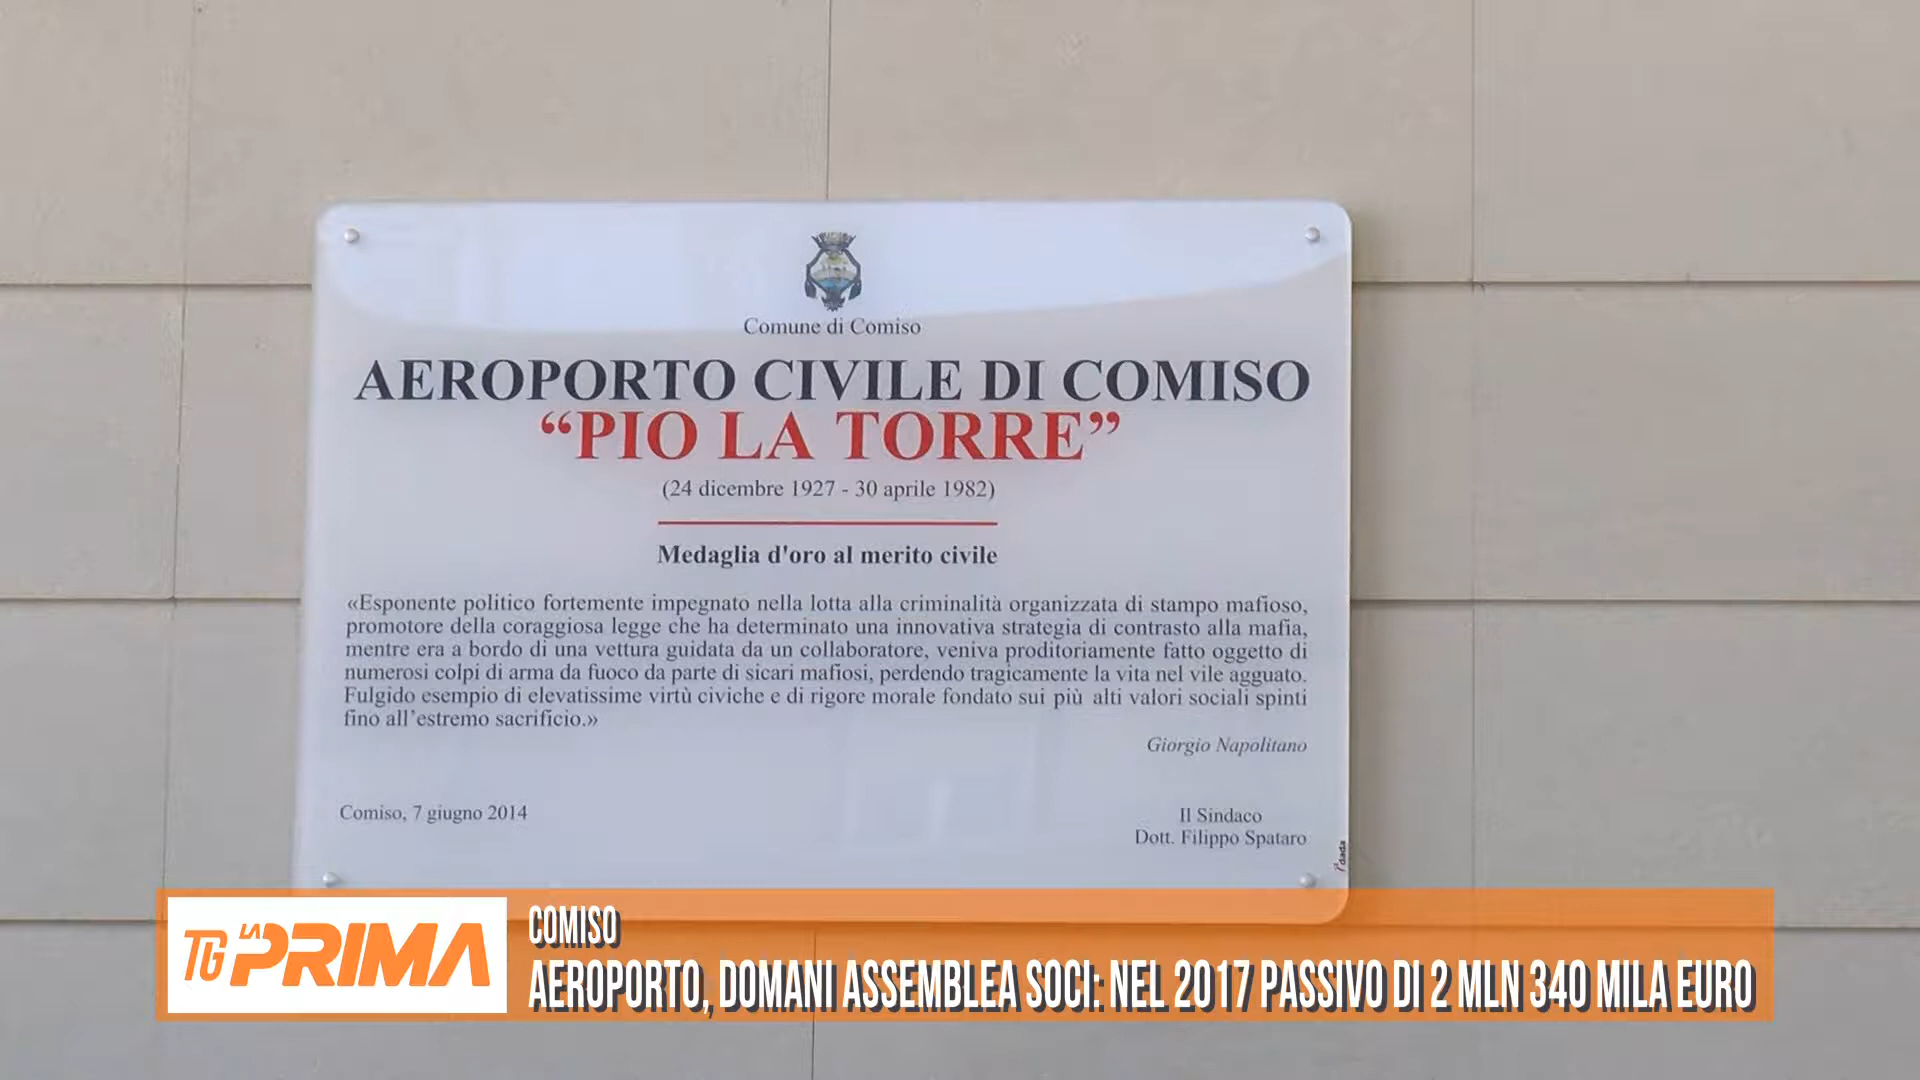 Comune di Comiso
AEROPORTO CIVILE DI COMISO
“PIO LA TORRE”
(24 dicembre 1927 - 30 aprile 1982)
Medaglia d'oro al merito civile
«Esponente politico fortemente impegnato nella lotta alla criminalità organizzata di stampo mafioso,
promotore della coraggiosa legge che ha determinato una innovativa strategia di contrasto alla mafia,
mentre era a bordo di una vettura guidata da un collaboratore, veniva proditoriamente fatto oggetto di
numerosi colpi di arma da fuoco da parte di sicari mafiosi, perdendo tragicamente la vita nel vile agguato.
Fulgido esempio di elevatissime virtù civiche e di rigore morale fondato sui più alti valori sociali spinti
fino all’estremo sacrificio.»
Giorgio Napolitano
Comiso, 7 giugno 2014
Il Sindaco
Dott. Filippo Spataro
dada
TG LA PRIMA
COMISO
AEROPORTO, DOMANI ASSEMBLEA SOCI: NEL 2017 PASSIVO DI 2 MLN 340 MILA EURO